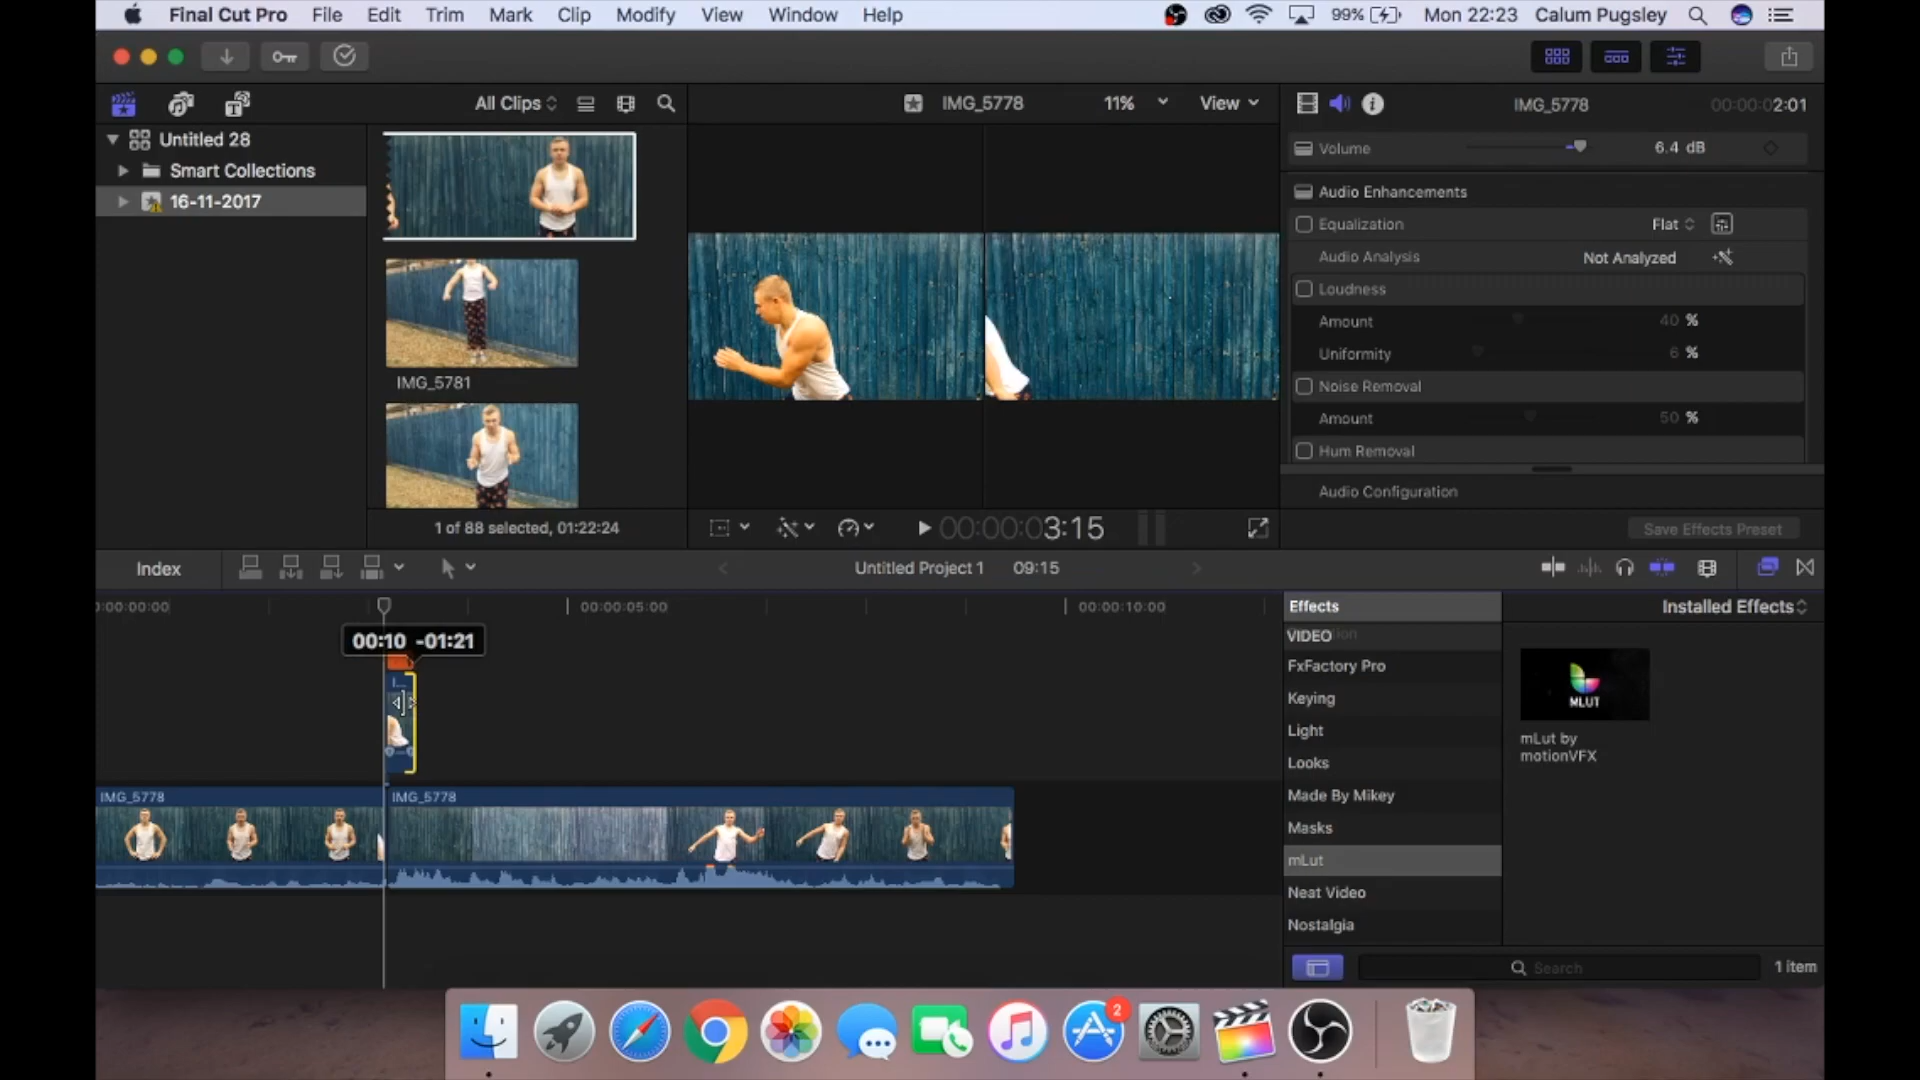 Final Cut Pro File Edit Trim Mark Clip Modify View Window Help 99% Mon 22:23 Calum Pugsley
All Clips IMG_5778 11% View IMG_5778 00:00:02:01
Untitled 28
Smart Collections
16-11-2017
IMG_5781
1 of 88 selected, 01:22:24
00:00:03:15
Volume 6.4 dB
Audio Enhancements
Equalization Flat
Audio Analysis Not Analyzed
Loudness
Amount 40 %
Uniformity 6 %
Noise Removal
Amount 50 %
Hum Removal
Audio Configuration
Save Effects Preset
Index Untitled Project 1 09:15
0:00:00:00 00:00:05:00 00:00:10:00
00:10 -01:21
I...
IMG_5778 IMG_5778
Effects Installed Effects
VIDEO
FxFactory Pro
Keying
Light
Looks
Made By Mikey
Masks
mLut
Neat Video
Nostalgia
MLUT
mLut by
motionVFX
Search 1 item
2